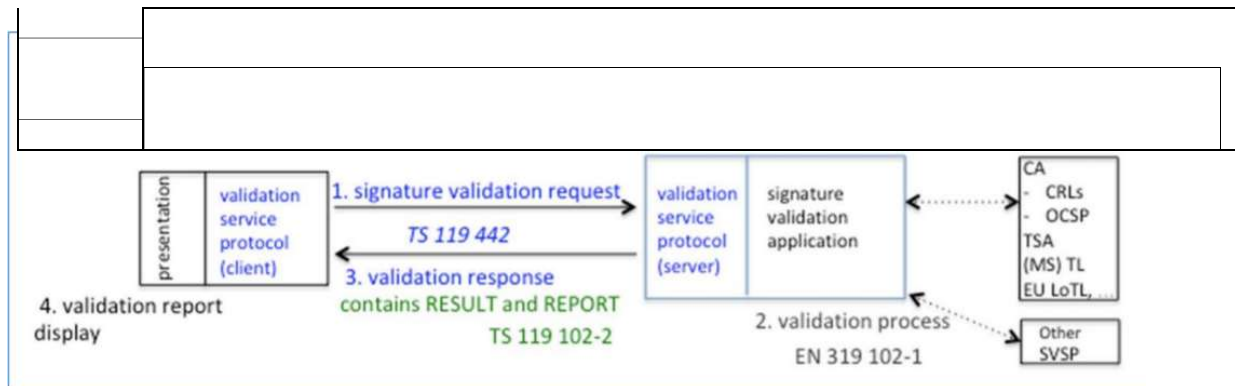 presentation
validation
service
protocol
(client)
1. signature validation request
TS 119 442
3. validation response
contains RESULT and REPORT
TS 119 102-2
4. validation report
display
validation
service
protocol
(server)
signature
validation
application
2. validation process
EN 319 102-1
CA
- CRLs
- OCSP
TSA
(MS) TL
EU LoTL, ...
Other
SVSP